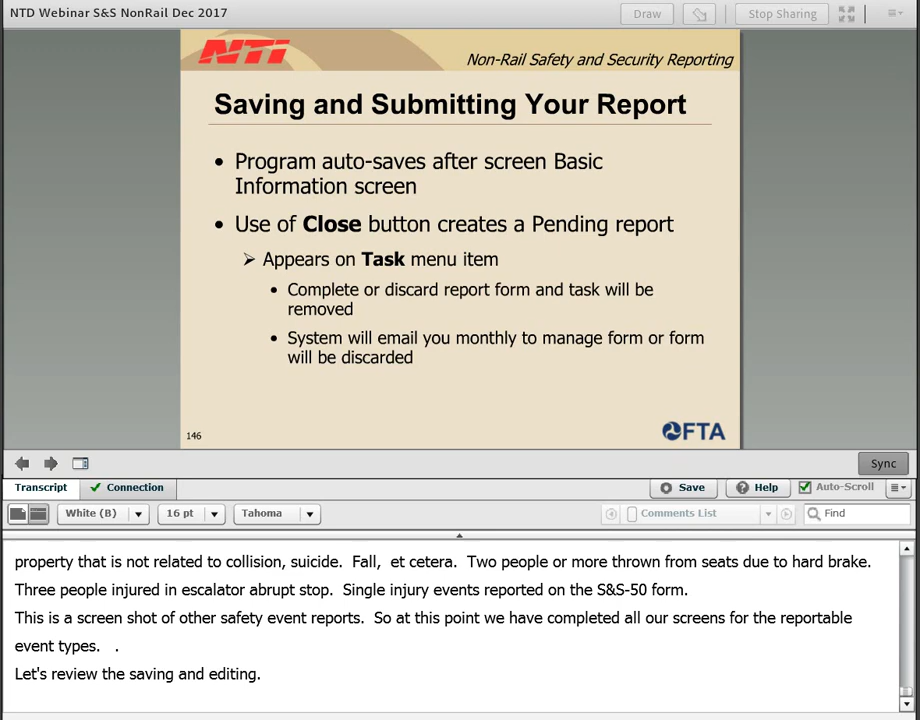 NTD Webinar S&S NonRail Dec 2017
Draw
Stop Sharing
NTI
Non-Rail Safety and Security Reporting
Saving and Submitting Your Report
• Program auto-saves after screen Basic
Information screen
• Use of Close button creates a Pending report
➢ Appears on Task menu item
• Complete or discard report form and task will be
removed
• System will email you monthly to manage form or form
will be discarded
146
FTA
Sync
Transcript
Connection
Save
Help
Auto-Scroll
White (B)
16 pt
Tahoma
Comments List
Find
property that is not related to collision, suicide. Fall, et cetera. Two people or more thrown from seats due to hard brake.
Three people injured in escalator abrupt stop. Single injury events reported on the S&S-50 form.
This is a screen shot of other safety event reports. So at this point we have completed all our screens for the reportable
event types. .
Let's review the saving and editing.